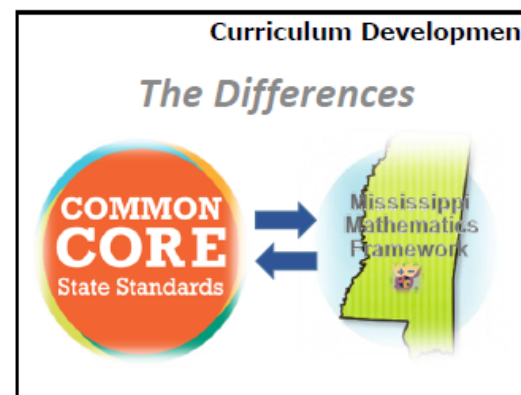 Curriculum Developmen
The Differences
COMMON
CORE
State Standards
Mississippi
Mathematics
Framework